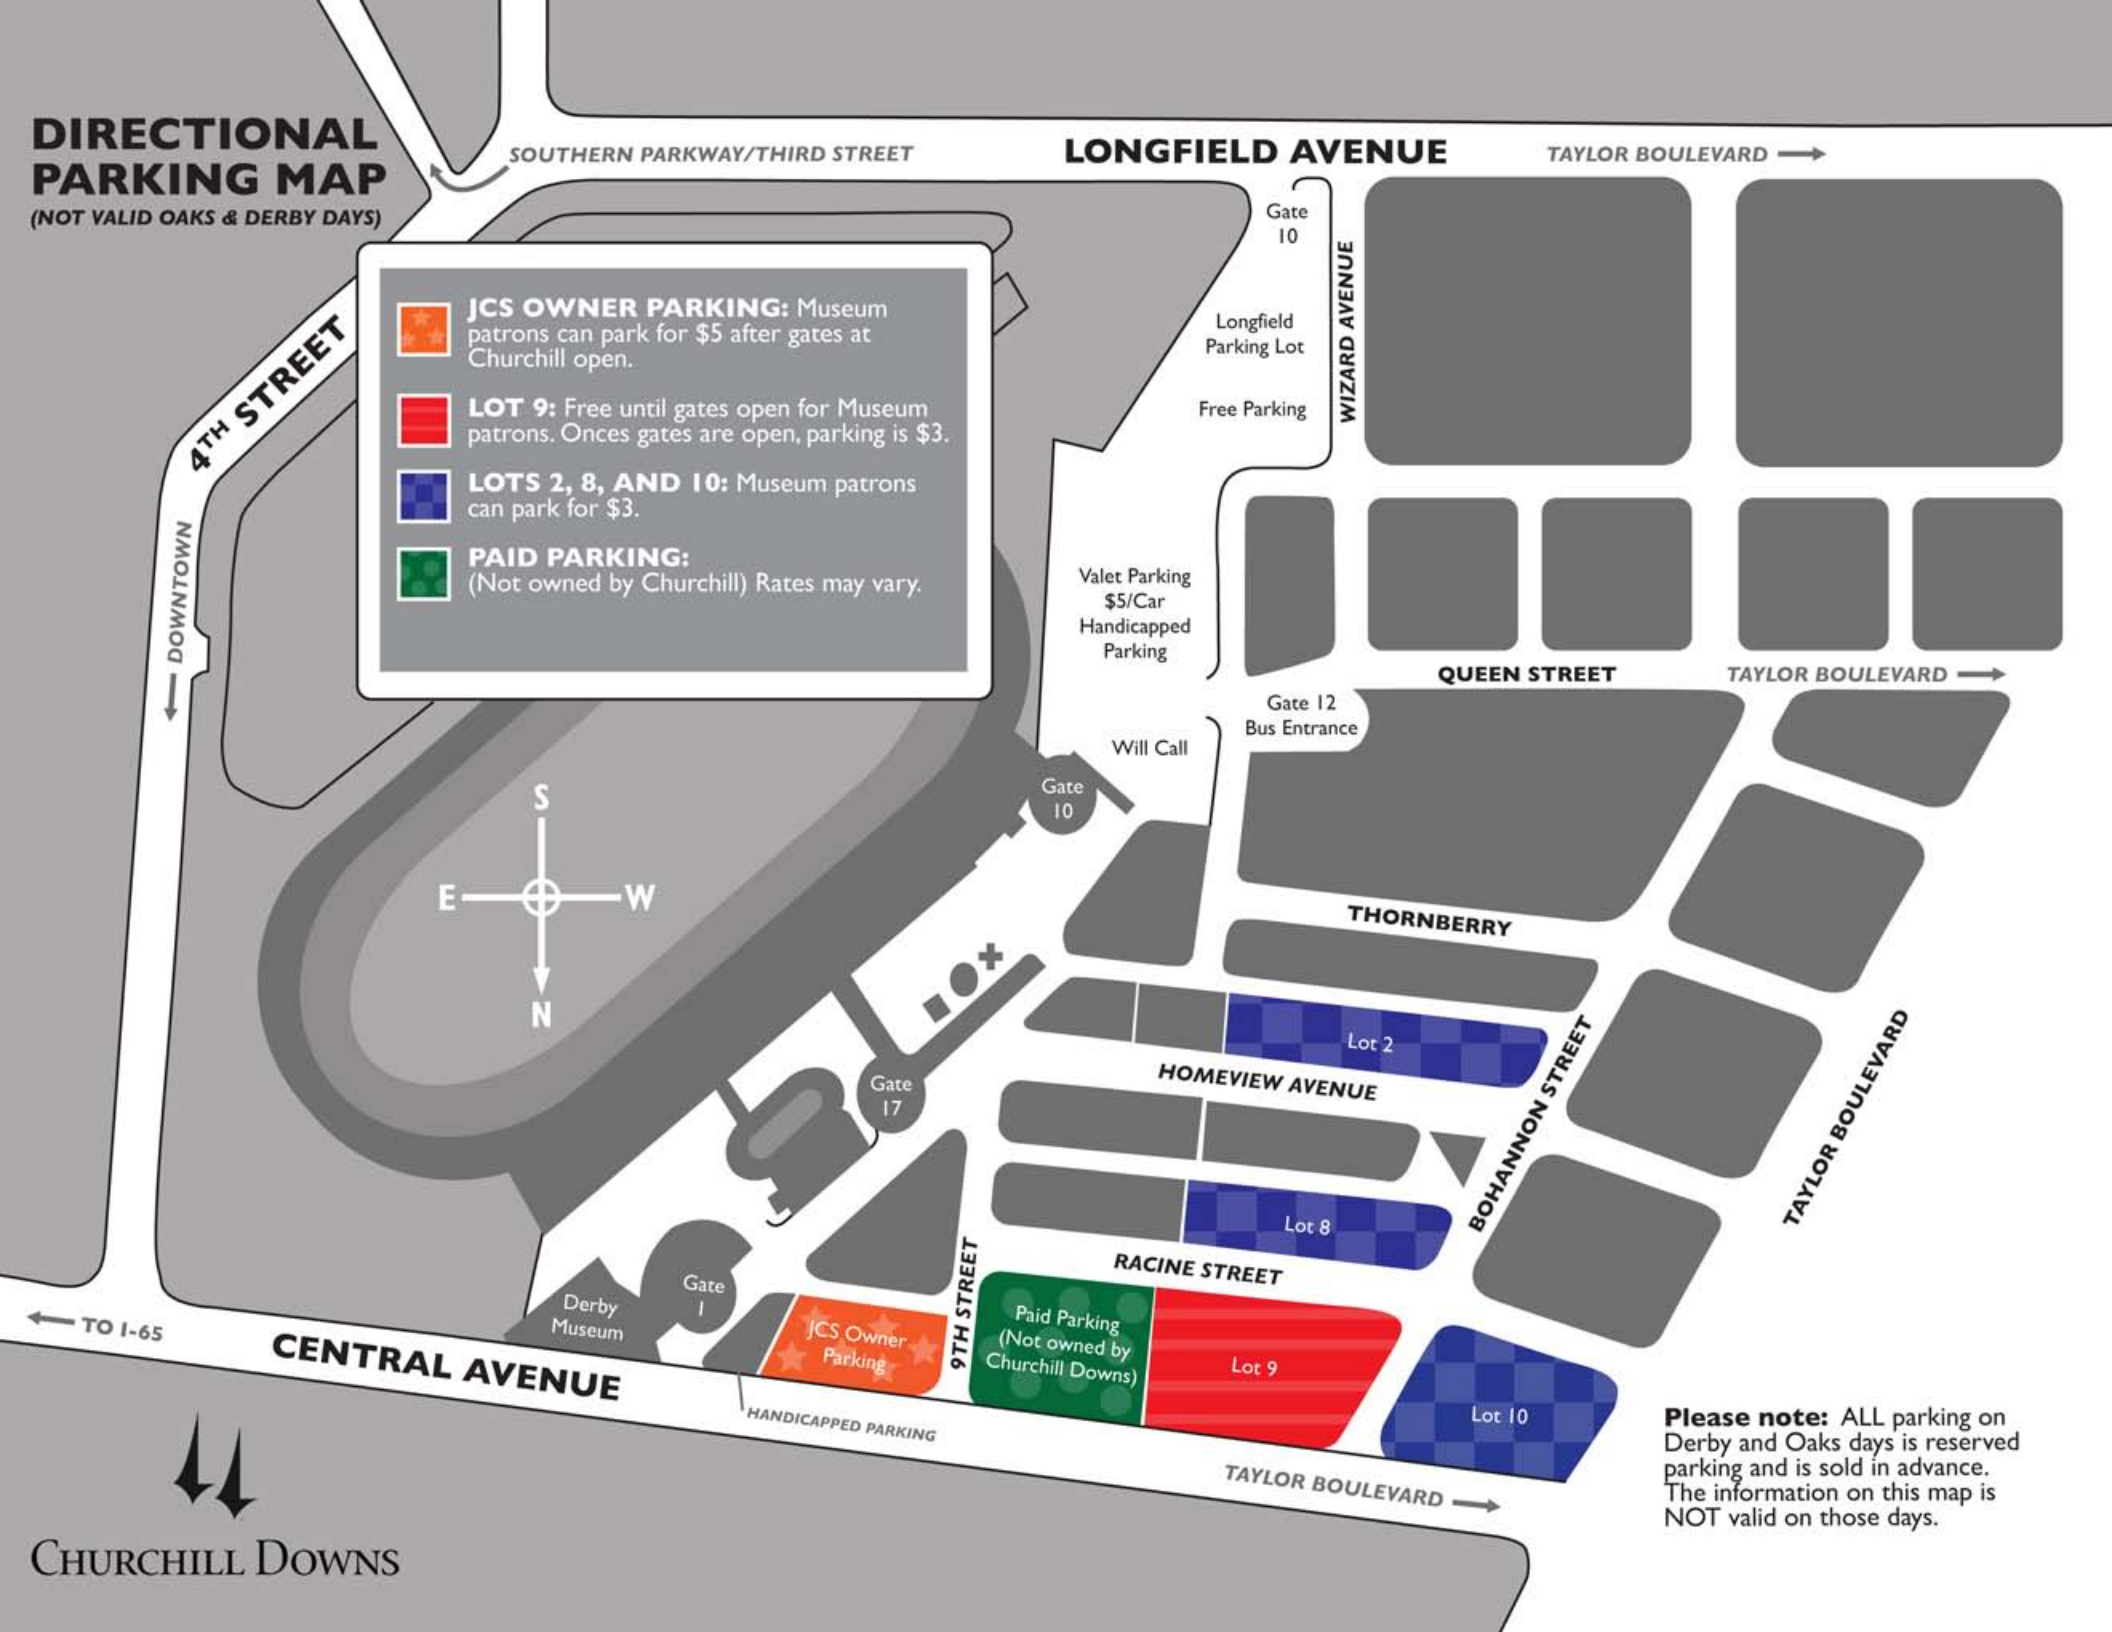 DIRECTIONAL
PARKING MAP
(NOT VALID OAKS & DERBY DAYS)
SOUTHERN PARKWAY/THIRD STREET
LONGFIELD AVENUE
TAYLOR BOULEVARD
Gate
10
WIZARD AVENUE
Longfield
Parking Lot
Free Parking
4TH STREET
DOWNTOWN
JCS OWNER PARKING: Museum
patrons can park for $5 after gates at
Churchill open.
LOT 9: Free until gates open for Museum
patrons. Onces gates are open, parking is $3.
LOTS 2, 8, AND 10: Museum patrons
can park for $3.
PAID PARKING:
(Not owned by Churchill) Rates may vary.
Valet Parking
$5/Car
Handicapped
Parking
QUEEN STREET
TAYLOR BOULEVARD
Gate 12
Bus Entrance
Will Call
Gate
10
S
E
W
N
THORNBERRY
Lot 2
HOMEVIEW AVENUE
BOHANNON STREET
TAYLOR BOULEVARD
Gate
17
Lot 8
RACINE STREET
9TH STREET
Gate
1
Derby
Museum
JCS Owner
Parking
Paid Parking
(Not owned by
Churchill Downs)
Lot 9
Lot 10
TO I-65
CENTRAL AVENUE
HANDICAPPED PARKING
TAYLOR BOULEVARD
Please note: ALL parking on
Derby and Oaks days is reserved
parking and is sold in advance.
The information on this map is
NOT valid on those days.
CHURCHILL DOWNS